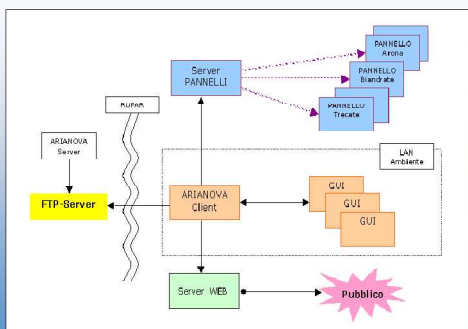 PANNELLO
Arona
PANNELLO
Biandrate
PANNELLO
Trecate
Server
PANNELLI
RUPAR
ARIANOVA
Server
LAN
Ambiente
FTP-Server
ARIANOVA
Client
GUI
GUI
GUI
Server WEB
Pubblico